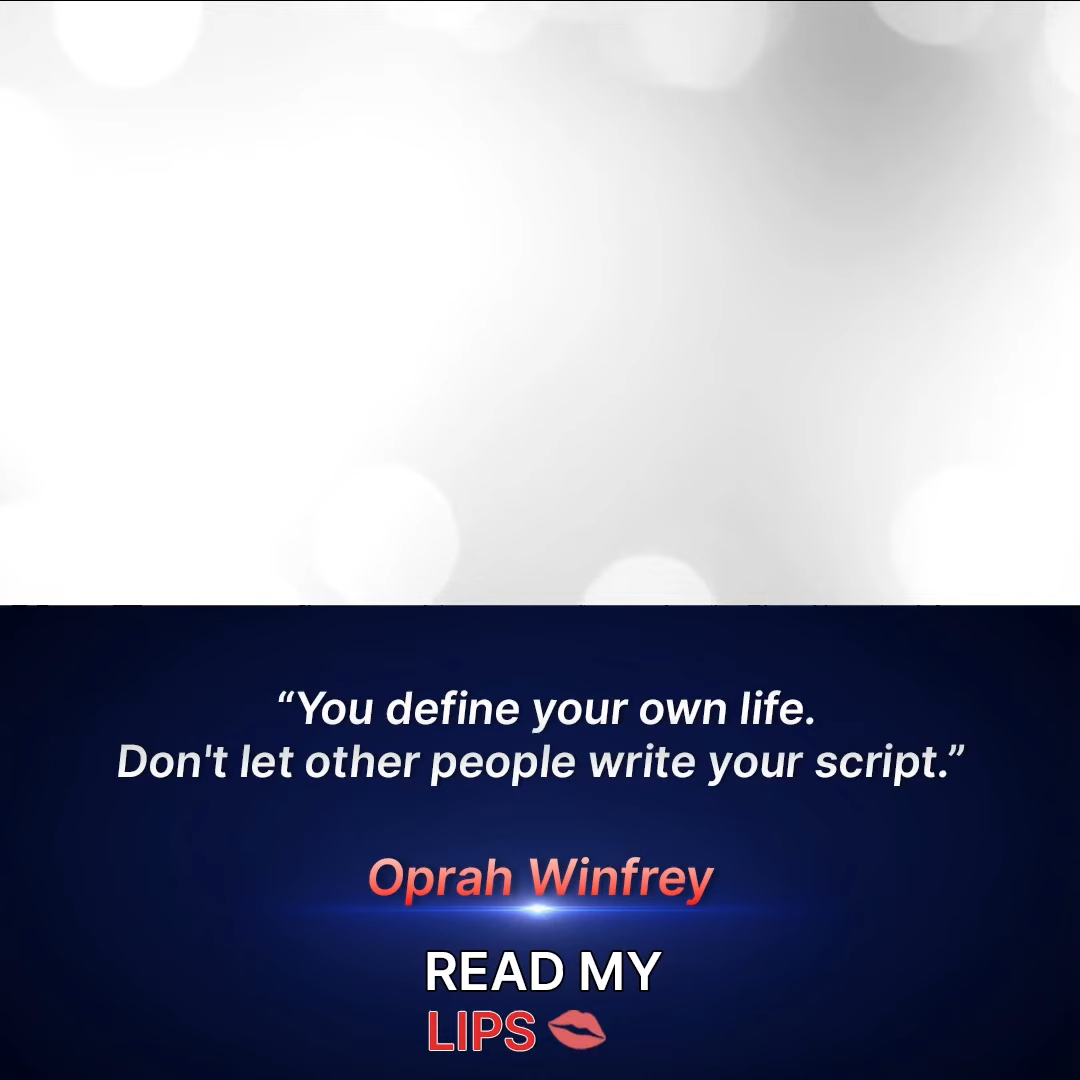 “You define your own life.
Don't let other people write your script.”
Oprah Winfrey
READ MY
LIPS 💋